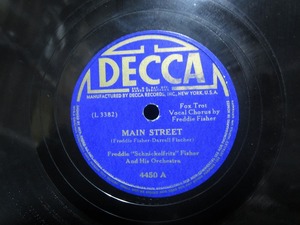 DECCA
MANUFACTURED BY DECCA RECORDS, INC., NEW YORK, U.S.A.
(L 3382)
Fox Trot
Vocal Chorus by
Freddie Fisher
MAIN STREET
(Freddie Fisher-Darrell Fischer)
Freddie "Schnickelfritz" Fisher
And His Orchestra
4450 A